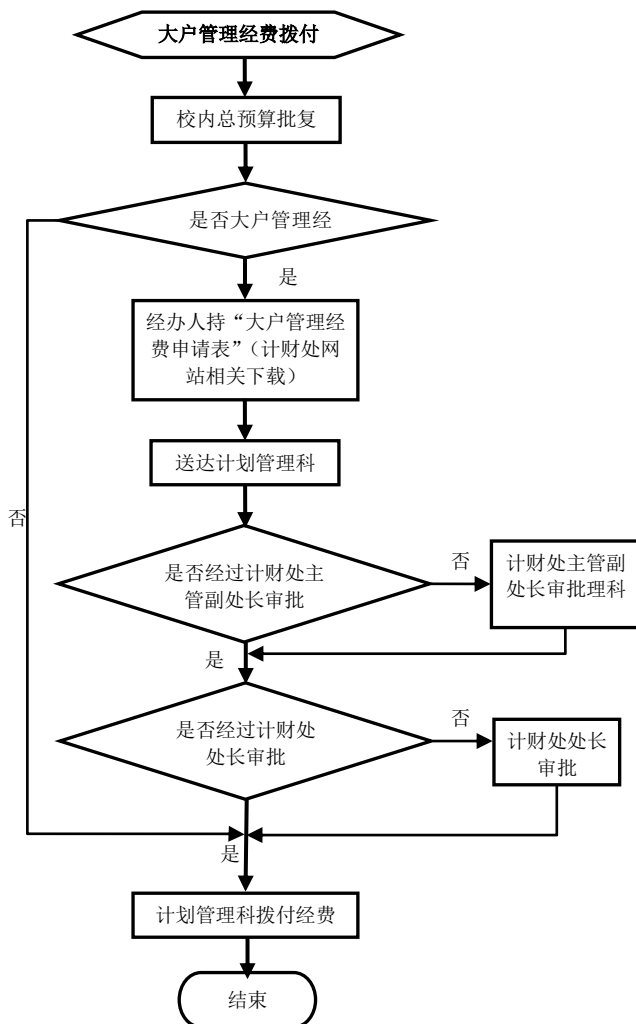 大户管理经费拨付
校内总预算批复
是否大户管理经
是
经办人持“大户管理经
费申请表”（计财处网
站相关下载）
送达计划管理科
否
是否经过计财处主
管副处长审批
否
计财处主管副
处长审批理科
是
是否经过计财处
处长审批
否
计财处处长
审批
是
计划管理科拨付经费
结束